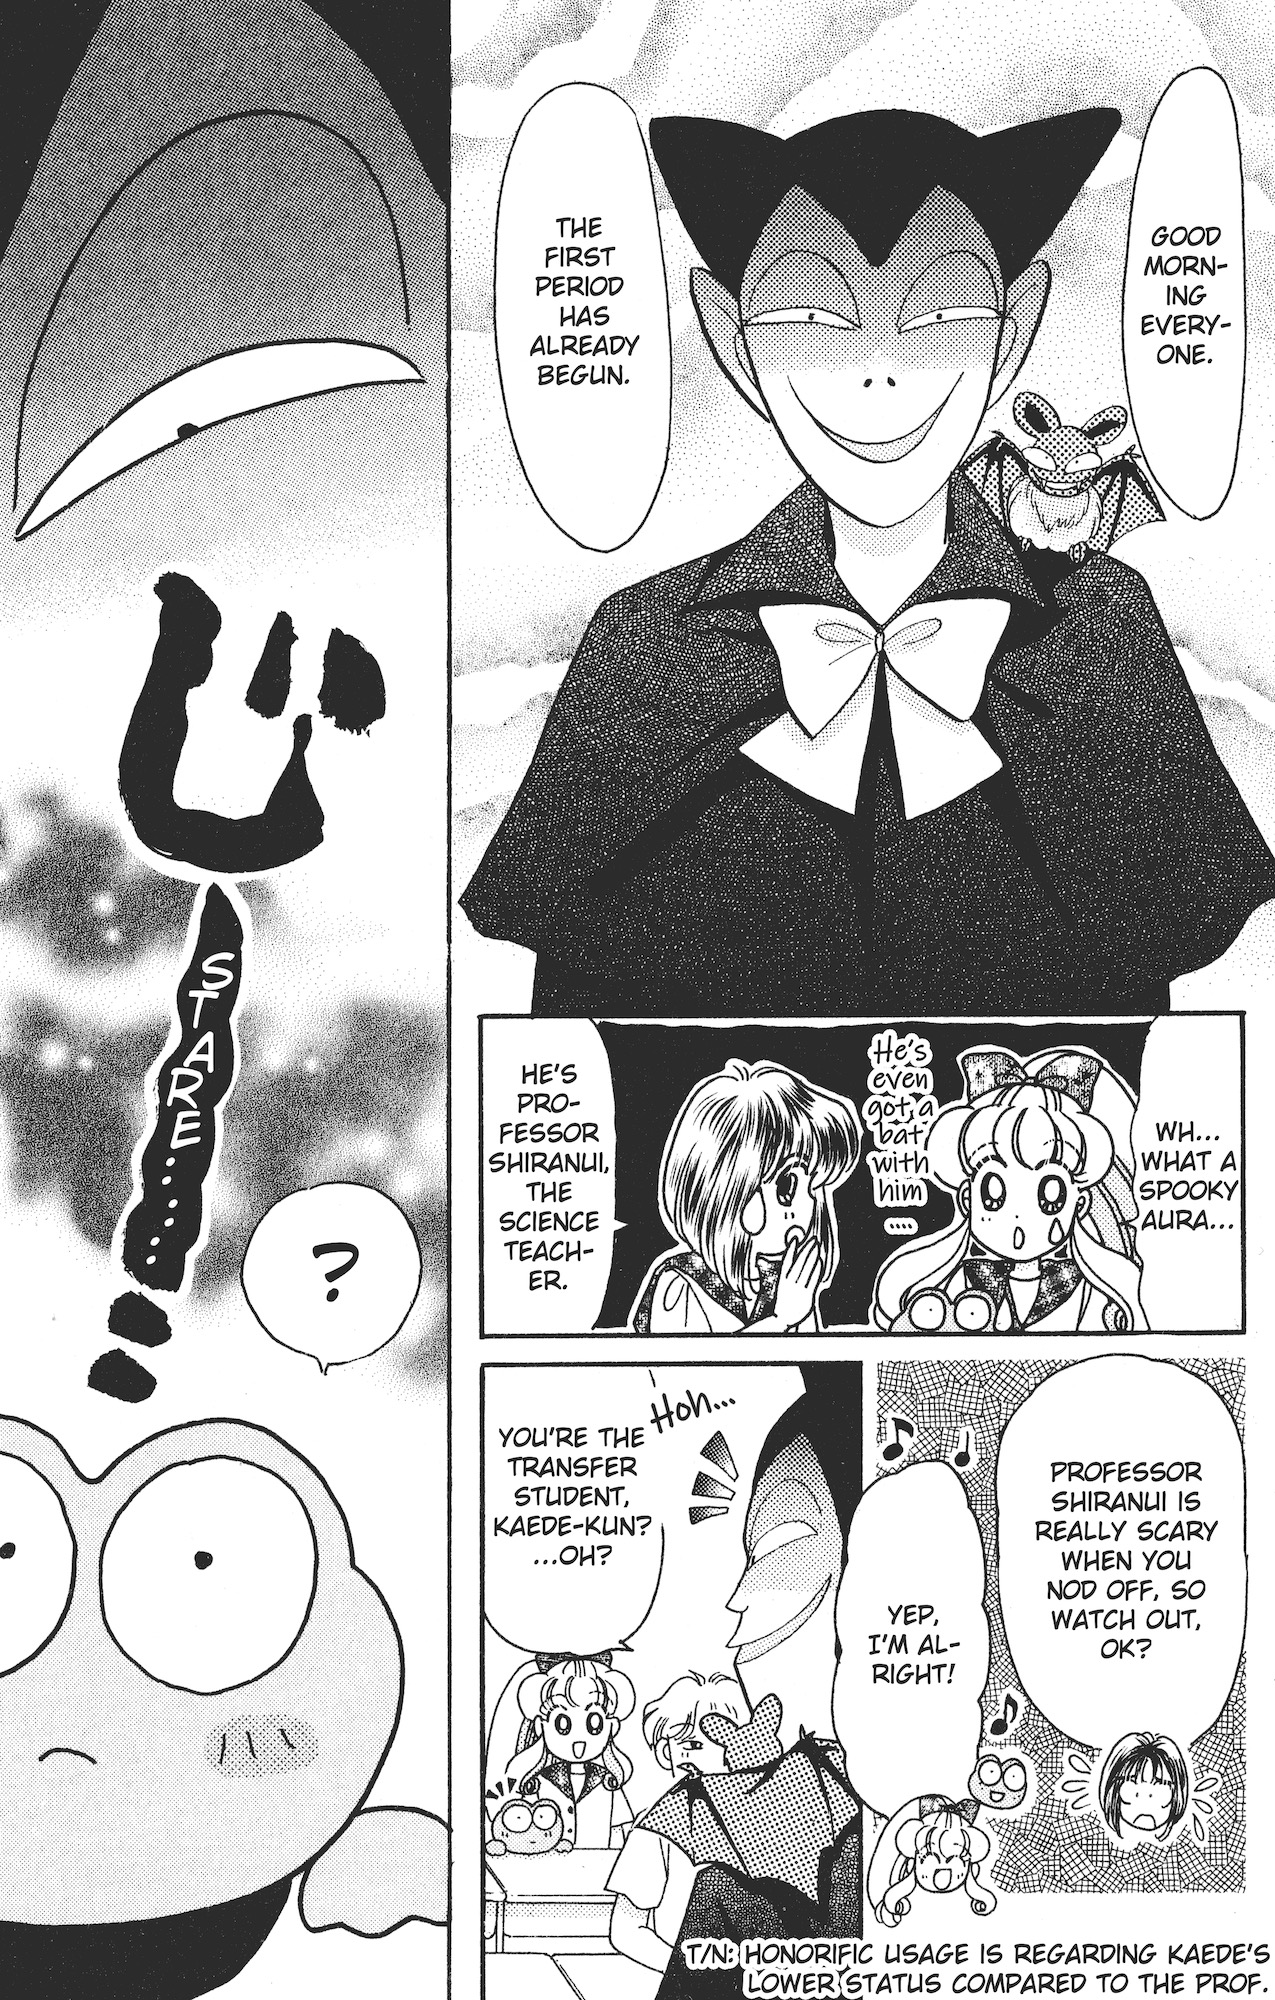 GOOD
MORN-
ING
EVERY-
ONE.
THE
FIRST
PERIOD
HAS
ALREADY
BEGUN.
WH...
WHAT A
SPOOKY
AURA...
He's
even
got a
bat
with
him
.....
HE'S
PRO-
FESSOR
SHIRANUI,
THE
SCIENCE
TEACH-
ER.
PROFESSOR
SHIRANUI IS
REALLY SCARY
WHEN YOU
NOD OFF, SO
WATCH OUT,
OK?
YEP,
I'M AL-
RIGHT!
Hoh...
YOU'RE THE
TRANSFER
STUDENT,
KAEDE-KUN?
...OH?
T/N: HONORIFIC USAGE IS REGARDING KAEDE'S
LOWER STATUS COMPARED TO THE PROF.
じー
STARE........
?